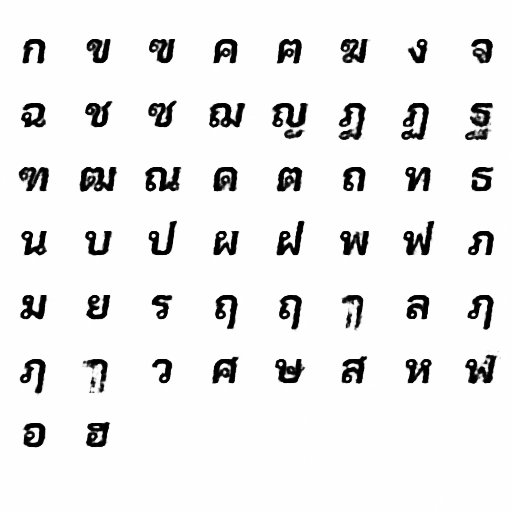 ก ข ฃ ค ฅ ฆ ง จ
ฉ ช ซ ฌ ญ ฎ ฏ ฐ
ฑ ฒ ณ ด ต ถ ท ธ
น บ ป ผ ฝ พ ฟ ภ
ม ย ร ฤ ฤ ล ฦ
ฦ ว ศ ษ ส ห ฬ
อ ฮ